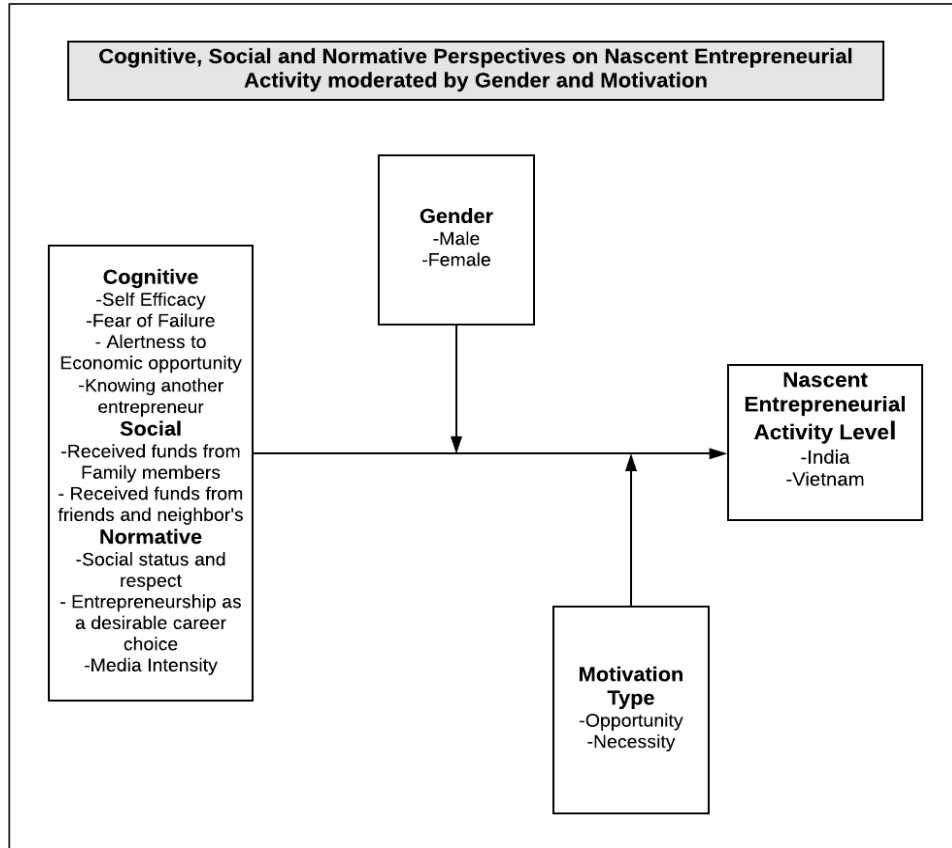 Cognitive, Social and Normative Perspectives on Nascent Entrepreneurial
Activity moderated by Gender and Motivation
Gender
-Male
-Female
Cognitive
-Self Efficacy
-Fear of Failure
- Alertness to
Economic opportunity
-Knowing another
entrepreneur
Social
-Received funds from
Family members
- Received funds from
friends and neighbor's
Normative
-Social status and
respect
- Entrepreneurship as
a desirable career
choice
-Media Intensity
Nascent
Entrepreneurial
Activity Level
-India
-Vietnam
Motivation
Type
-Opportunity
-Necessity